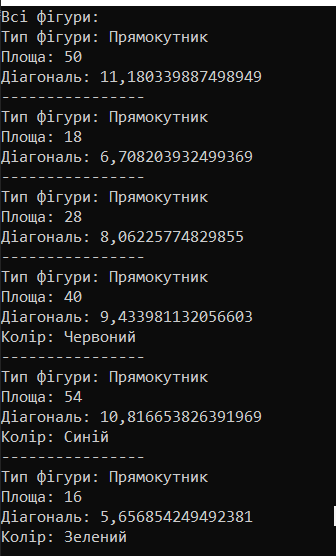 Всі фігури:
Тип фігури: Прямокутник
Площа: 50
Діагональ: 11,180339887498949
----------------
Тип фігури: Прямокутник
Площа: 18
Діагональ: 6,708203932499369
----------------
Тип фігури: Прямокутник
Площа: 28
Діагональ: 8,06225774829855
----------------
Тип фігури: Прямокутник
Площа: 40
Діагональ: 9,433981132056603
Колір: Червоний
----------------
Тип фігури: Прямокутник
Площа: 54
Діагональ: 10,816653826391969
Колір: Синій
----------------
Тип фігури: Прямокутник
Площа: 16
Діагональ: 5,656854249492381
Колір: Зелений